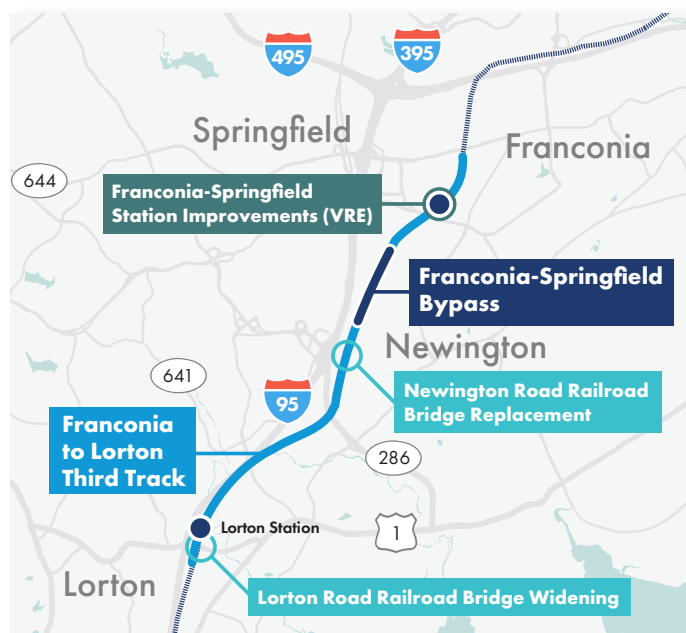 495
395
Springfield
Franconia
644
Franconia-Springfield
Station Improvements (VRE)
Franconia-Springfield
Bypass
Newington
641
95
Newington Road Railroad
Bridge Replacement
Franconia
to Lorton
Third Track
286
Lorton Station
1
Lorton
Lorton Road Railroad Bridge Widening